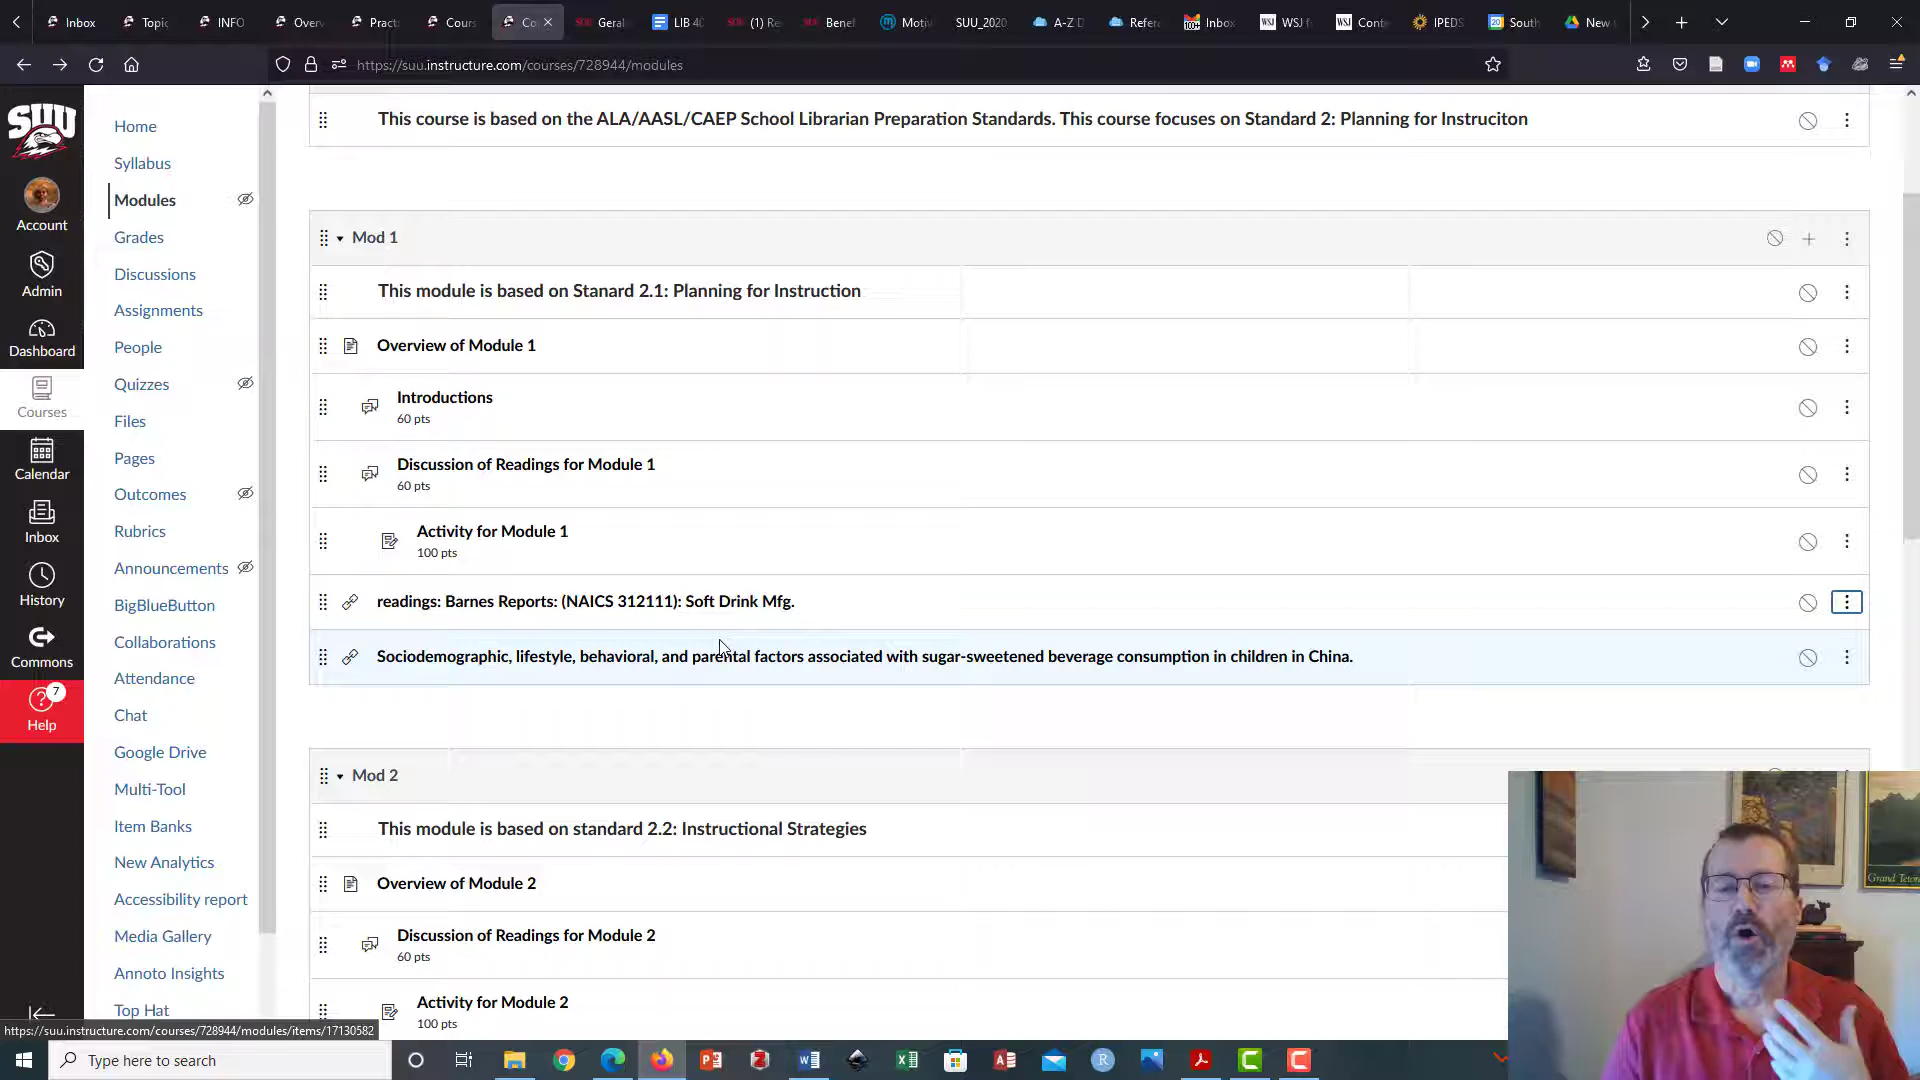 Inbox
Topic
INFO
Overv
Practi
Cours
Co
Geral
LIB 40
(1) Re
Benef
Motiv
SUU_2020
A-Z D
Refer
Inbox
WSJ f
Conte
IPEDS
South
New
https://suu.instructure.com/courses/728944/modules
SUU
Account
Admin
Dashboard
Courses
Calendar
Inbox
History
Commons
7
Help
Home
Syllabus
Modules
Grades
Discussions
Assignments
People
Quizzes
Files
Pages
Outcomes
Rubrics
Announcements
BigBlueButton
Collaborations
Attendance
Chat
Google Drive
Multi-Tool
Item Banks
New Analytics
Accessibility report
Media Gallery
Annoto Insights
Top Hat
This course is based on the ALA/AASL/CAEP School Librarian Preparation Standards. This course focuses on Standard 2: Planning for Instruciton
Mod 1
This module is based on Stanard 2.1: Planning for Instruction
Overview of Module 1
Introductions
60 pts
Discussion of Readings for Module 1
60 pts
Activity for Module 1
100 pts
readings: Barnes Reports: (NAICS 312111): Soft Drink Mfg.
Sociodemographic, lifestyle, behavioral, and parental factors associated with sugar-sweetened beverage consumption in children in China.
Mod 2
This module is based on standard 2.2: Instructional Strategies
Overview of Module 2
Discussion of Readings for Module 2
60 pts
Activity for Module 2
100 pts
Grand Teton
https://suu.instructure.com/courses/728944/modules/items/17130582
Type here to search